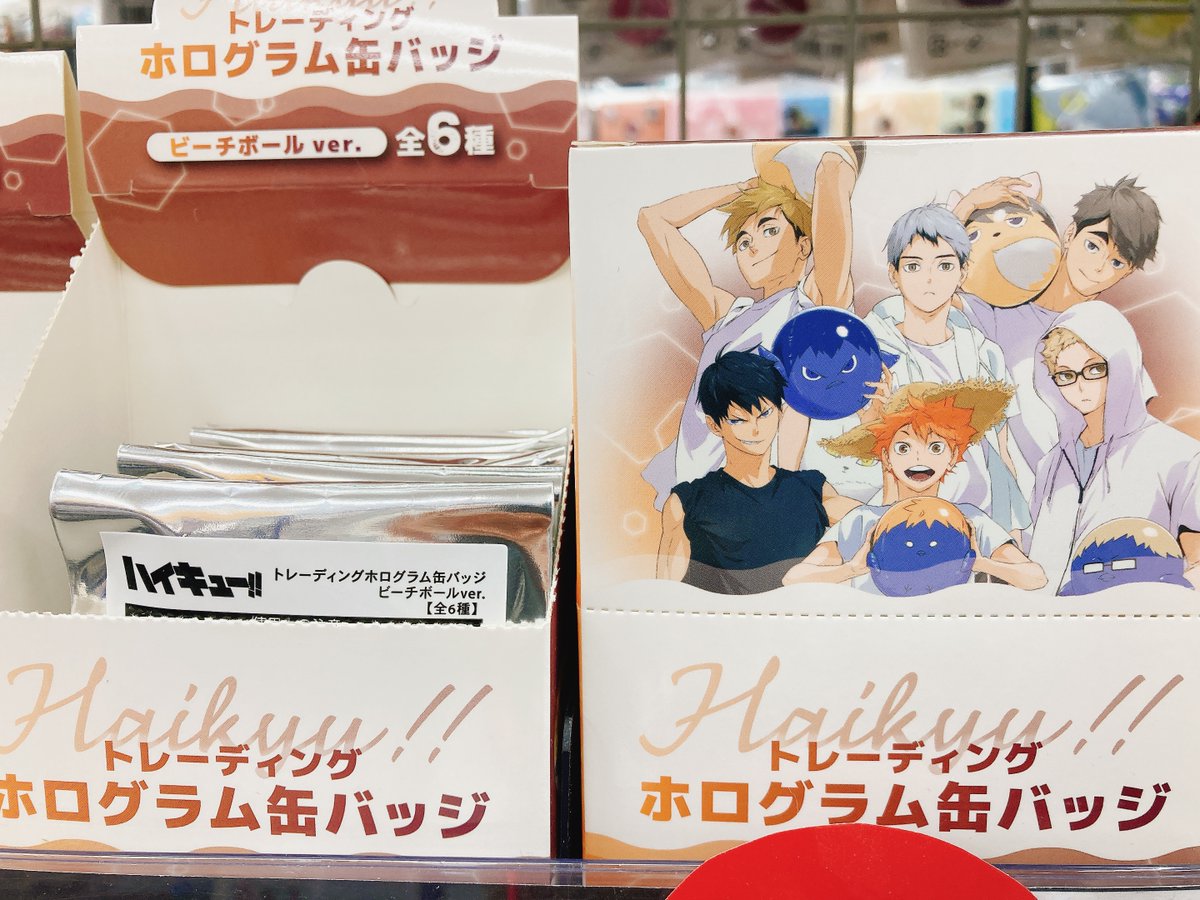 Haikyu!!
トレーディング
ホログラム缶バッジ
ビーチボール ver.
全6種
ハイキュー!!
トレーディングホログラム缶バッジ
ビーチボールver.
【全6種】
Haikyu!!
トレーディング
ホログラム缶バッジ
Haikyu!!
トレーディング
ホログラム缶バッジ